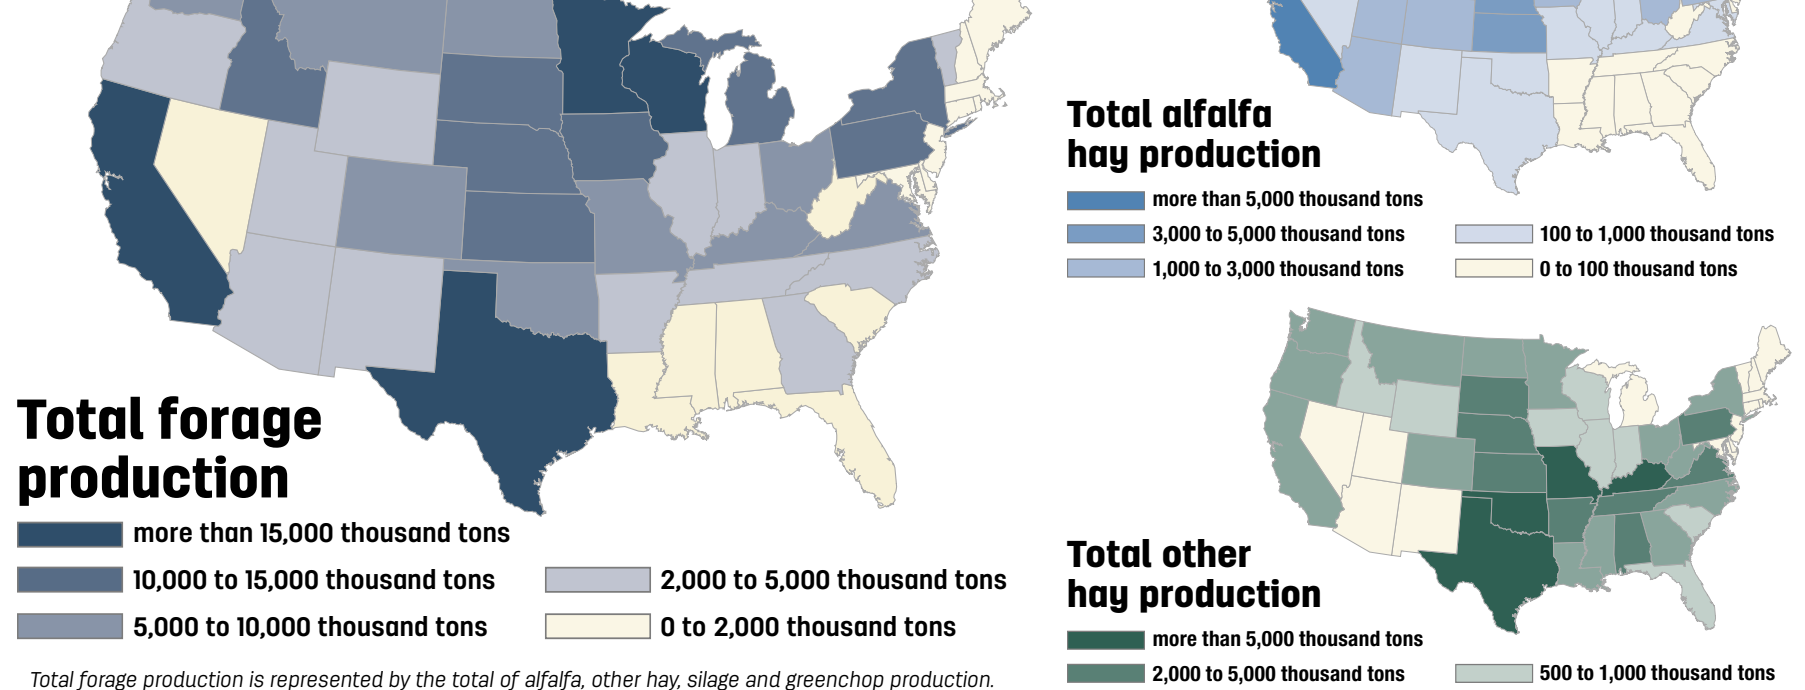 Total forage
production
more than 15,000 thousand tons
10,000 to 15,000 thousand tons
5,000 to 10,000 thousand tons
2,000 to 5,000 thousand tons
0 to 2,000 thousand tons
Total forage production is represented by the total of alfalfa, other hay, silage and greenchop production.
Total alfalfa
hay production
more than 5,000 thousand tons
3,000 to 5,000 thousand tons
1,000 to 3,000 thousand tons
100 to 1,000 thousand tons
0 to 100 thousand tons
Total other
hay production
more than 5,000 thousand tons
2,000 to 5,000 thousand tons
500 to 1,000 thousand tons